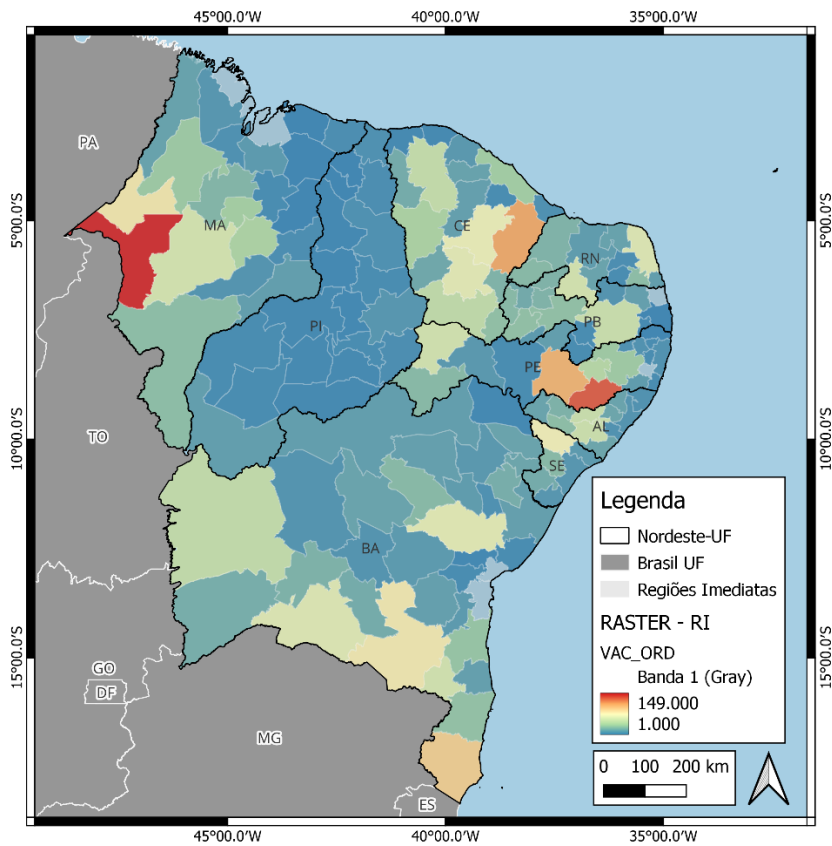 45°00.0'W 40°00.0'W 35°00.0'W
PA
5°00.0'S MA CE 5°00.0'S
RN
PI PB
PE
TO
10°00.0'S AL 10°00.0'S
SE
Legenda
Nordeste-UF
BA
Brasil UF
Regiões Imediatas
RASTER - RI
VAC_ORD
15°00.0'S GO 15°00.0'S
Banda 1 (Gray)
DF
149.000
1.000
MG
0 100 200 km
ES
45°00.0'W 40°00.0'W 35°00.0'W